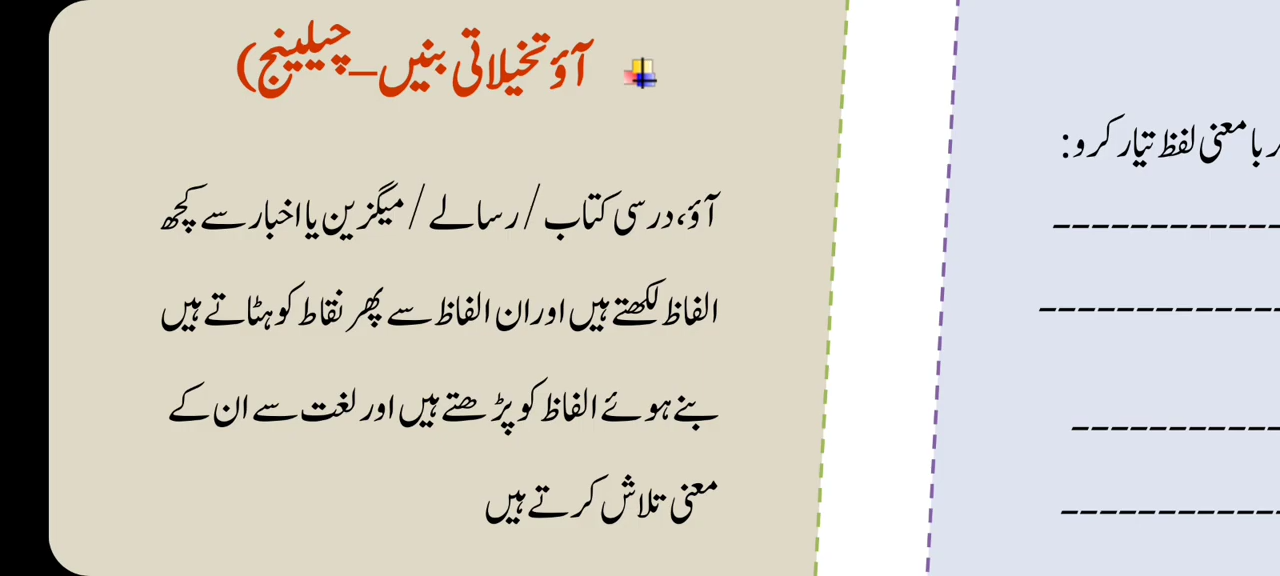 آؤ تخیلاتی بنیں–چیلینج)
آؤ، درسی کتاب / رسالے / میگزین یا اخبار سے کچھ
الفاظ لکھتے ہیں اور ان الفاظ سے پھر نقاط کو ہٹاتے ہیں
بنے ہوئے الفاظ کو پڑھتے ہیں اور لغت سے ان کے
معنی تلاش کرتے ہیں
با معنی لفظ تیار کرو: